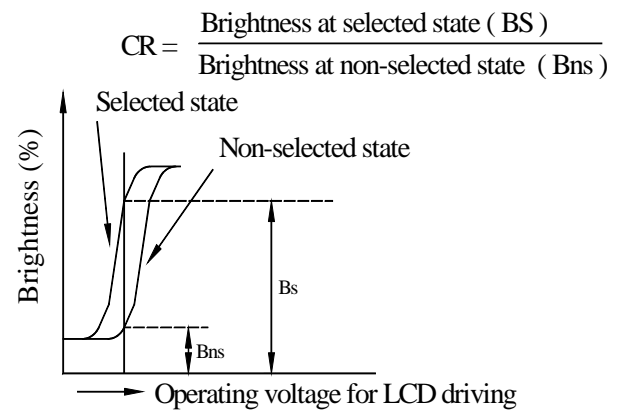 CR = Brightness at selected state ( BS )
Brightness at non-selected state ( Bns )
Selected state
Non-selected state
Brightness (%)
Bs
Bns
Operating voltage for LCD driving